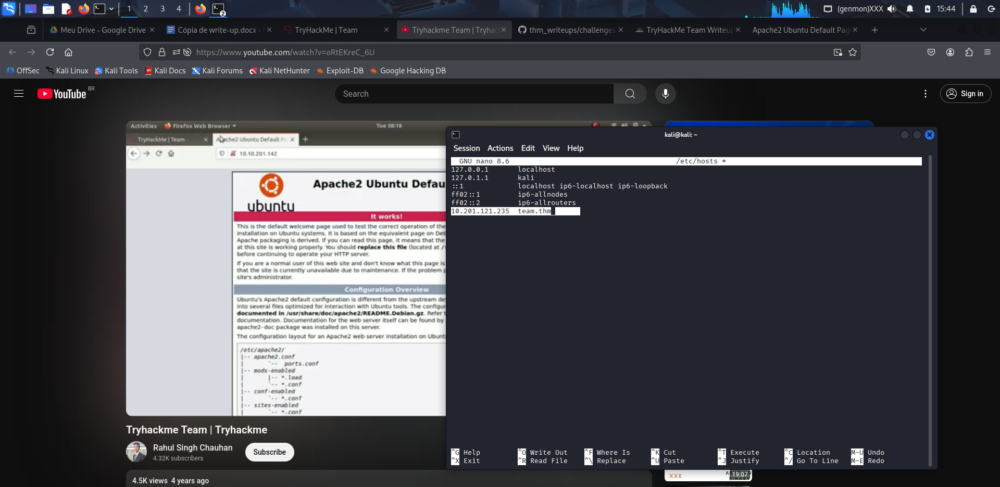 1 2 3 4
2
(genmon)XXX
15:44
Meu Drive - Google Drive
Cópia de write-up.docx -
TryHackMe | Team
Tryhackme Team | Tryhac
thm_writeups/challenges
TryHackMe Team Writeup
Apache2 Ubuntu Default Pag
https://www.youtube.com/watch?v=oRtEKreC_6U
OffSec
Kali Linux
Kali Tools
Kali Docs
Kali Forums
Kali NetHunter
Exploit-DB
Google Hacking DB
YouTube BR
Search
Sign in
Activities
Firefox Web Browser
Tue 08:18
TryHackMe | Team
Apache2 Ubuntu Default Pa
10.10.201.142
ubuntu
Apache2 Ubuntu Defau
It works!
This is the default welcome page used to test the correct operation of the
installation on Ubuntu systems. It is based on the equivalent page on Deb
Apache packaging is derived. If you can read this page, it means that the
at this site is working properly. You should replace this file (located at /
before continuing to operate your HTTP server.
If you are a normal user of this web site and don't know what this page is
that the site is currently unavailable due to maintenance. If the problem p
site's administrator.
Configuration Overview
Ubuntu's Apache2 default configuration is different from the upstream de
into several files optimized for interaction with Ubuntu tools. The configur
documented in /usr/share/doc/apache2/README.Debian.gz. Refer t
documentation. Documentation for the web server itself can be found by
apache2-doc package was installed on this server.
The configuration layout for an Apache2 web server installation on Ubunt
/etc/apache2/
|-- apache2.conf
|       `--  ports.conf
|-- mods-enabled
|       |-- *.load
|       `-- *.conf
|-- conf-enabled
|       `-- *.conf
|-- sites-enabled
|       `-- *.conf
kali@kali: ~
Session Actions Edit View Help
GNU nano 8.6 /etc/hosts *
127.0.0.1 localhost
127.0.1.1 kali
::1 localhost ip6-localhost ip6-loopback
ff02::1 ip6-allnodes
ff02::2 ip6-allrouters
10.201.121.235 team.thm
^G Help ^O Write Out ^F Where Is ^K Cut ^T Execute ^C Location M-U Undo
^X Exit ^R Read File ^\ Replace ^U Paste ^J Justify ^/ Go To Line M-E Redo
Tryhackme Team | Tryhackme
Rahul Singh Chauhan
4.32K subscribers
Subscribe
4.5K views 4 years ago
XXE
19:07